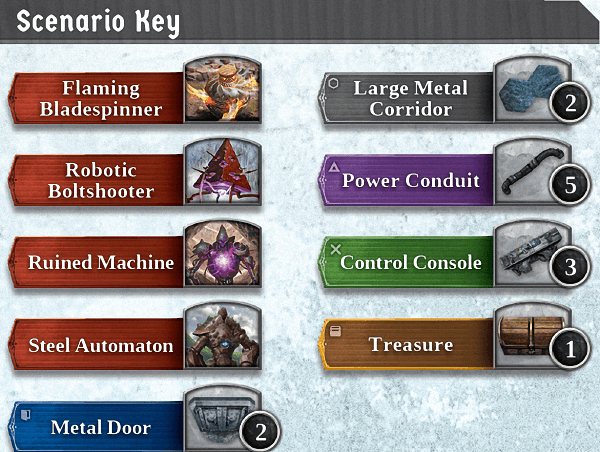 Scenario Key
Flaming
Bladespinner
Robotic
Boltshooter
Ruined Machine
Steel Automaton
Metal Door
2
Large Metal
Corridor
2
Power Conduit
5
Control Console
3
Treasure
1